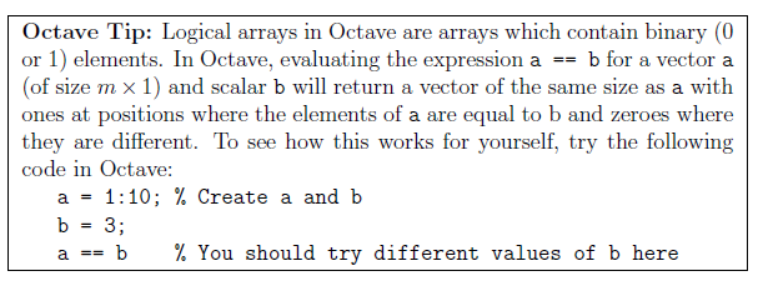 Octave Tip: Logical arrays in Octave are arrays which contain binary (0
or 1) elements. In Octave, evaluating the expression a == b for a vector a
(of size m × 1) and scalar b will return a vector of the same size as a with
ones at positions where the elements of a are equal to b and zeroes where
they are different. To see how this works for yourself, try the following
code in Octave:
a = 1:10; % Create a and b
b = 3;
a == b % You should try different values of b here